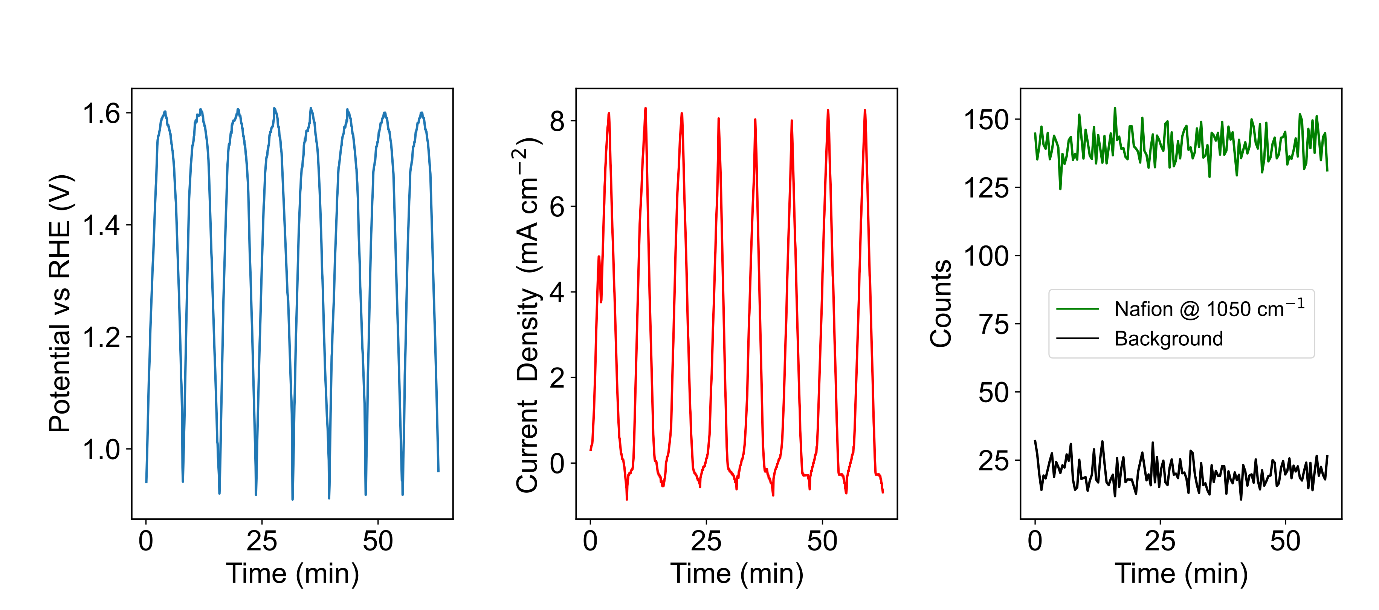 Potential vs RHE (V)
1.6
1.4
1.2
1.0
0 25 50
Time (min)
Current Density (mA cm−2)
8
6
4
2
0
0 25 50
Time (min)
Counts
150
125
100
75
50
25
Nafion @ 1050 cm−1
Background
0 25 50
Time (min)